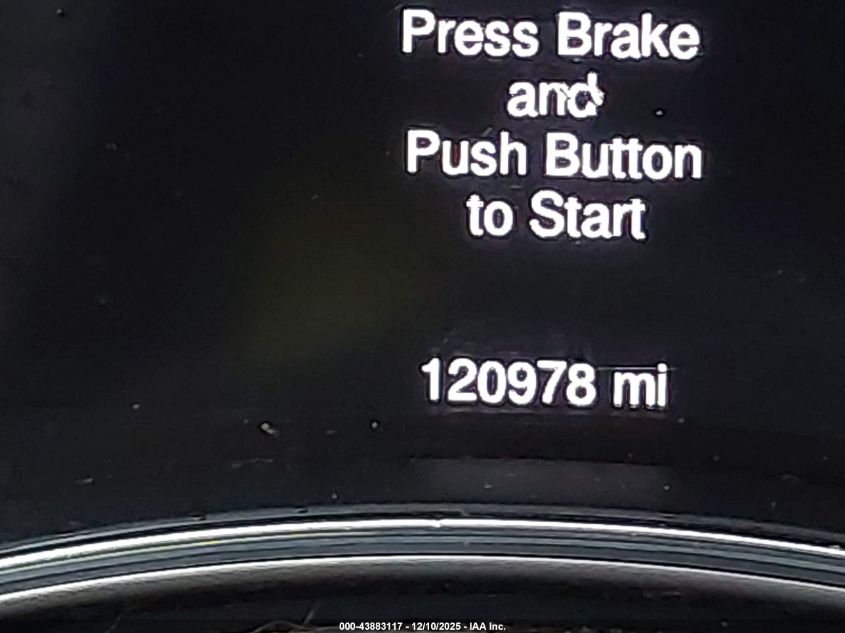 Press Brake
and
Push Button
to Start
120978 mi
000-43883117 - 12/10/2025 - IAA Inc.